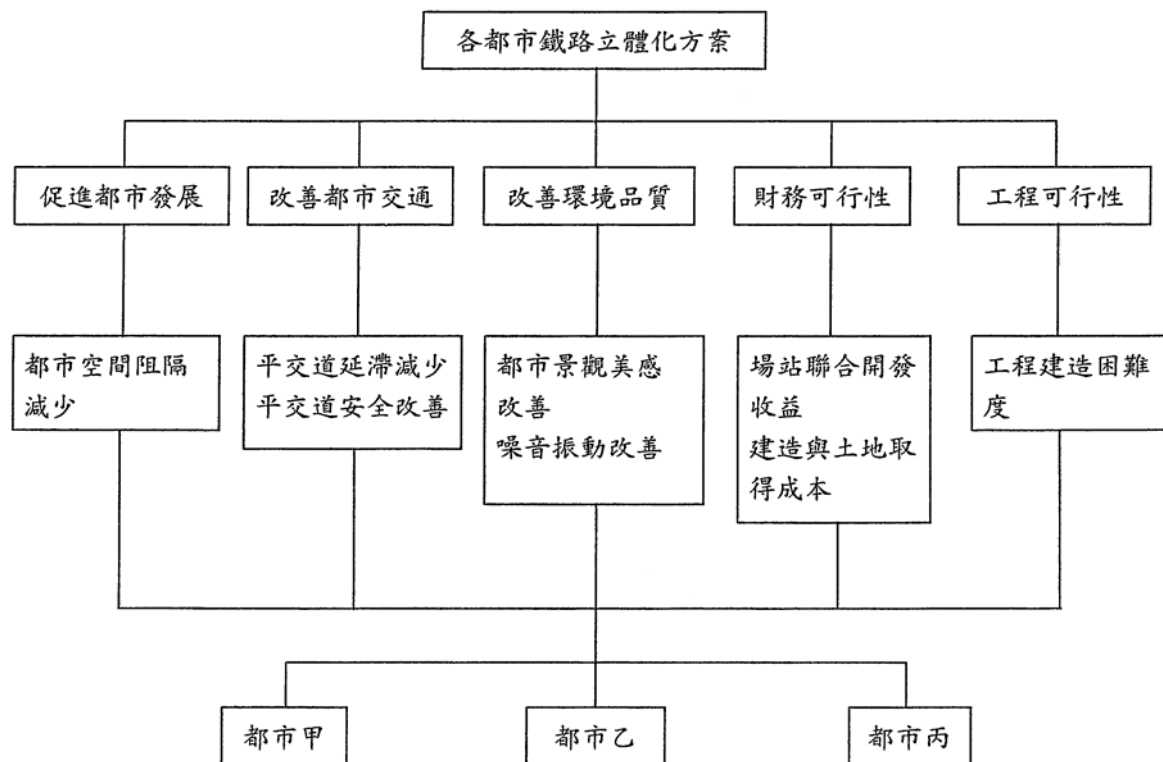 各都市鐵路立體化方案
促進都市發展
改善都市交通
改善環境品質
財務可行性
工程可行性
都市空間阻隔
減少
平交道延滯減少
平交道安全改善
都市景觀美感
改善
噪音振動改善
場站聯合開發
收益
建造與土地取
得成本
工程建造困難
度
都市甲
都市乙
都市丙